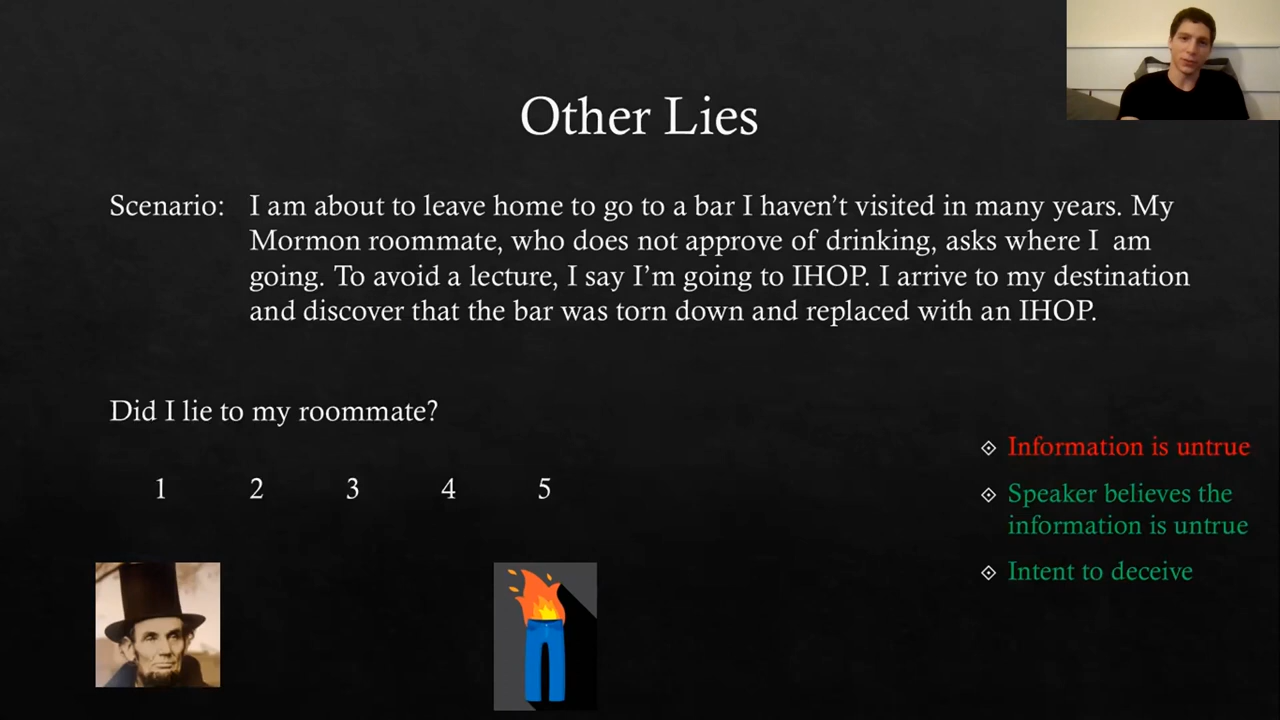 Other Lies
Scenario: I am about to leave home to go to a bar I haven't visited in many years. My
Mormon roommate, who does not approve of drinking, asks where I am
going. To avoid a lecture, I say I'm going to IHOP. I arrive to my destination
and discover that the bar was torn down and replaced with an IHOP.
Did I lie to my roommate?
1 2 3 4 5
Information is untrue
Speaker believes the
information is untrue
Intent to deceive